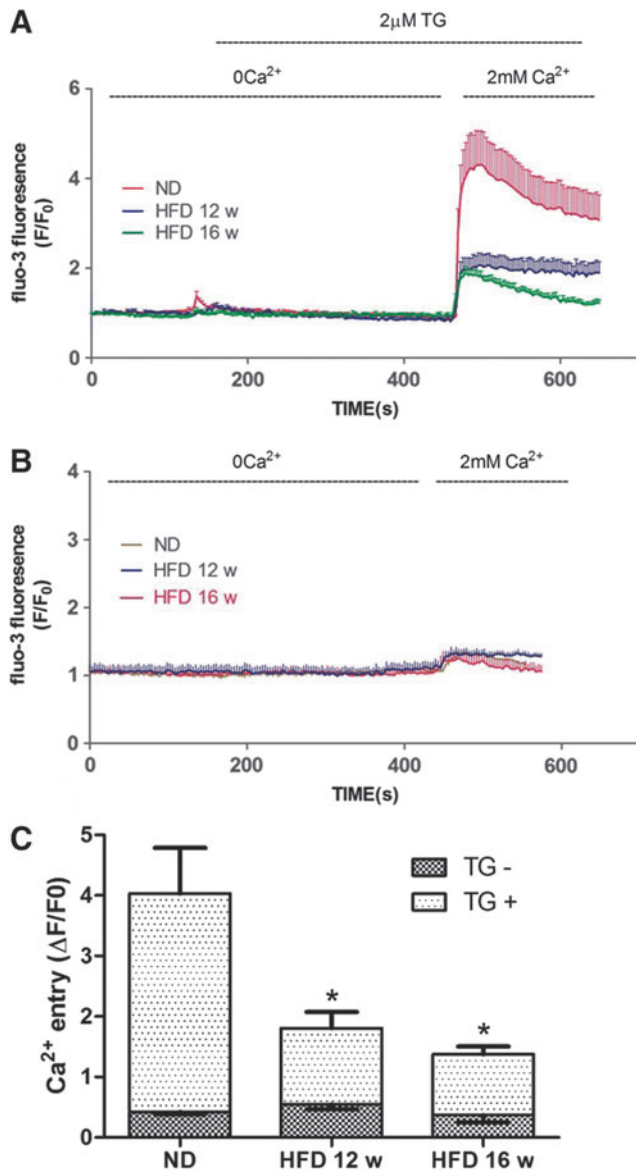 A
2μM TG
0Ca²⁺
2mM Ca²⁺
6
4
2
0
fluo-3 fluoresence
(F/F₀)
ND
HFD 12 w
HFD 16 w
0
200
400
600
TIME(s)
B
0Ca²⁺
2mM Ca²⁺
4
3
2
1
0
fluo-3 fluoresence
(F/F₀)
ND
HFD 12 w
HFD 16 w
0
200
400
600
TIME(s)
C
5
4
3
2
1
0
Ca²⁺ entry (ΔF/F0)
TG -
TG +
*
*
ND
HFD 12 w
HFD 16 w